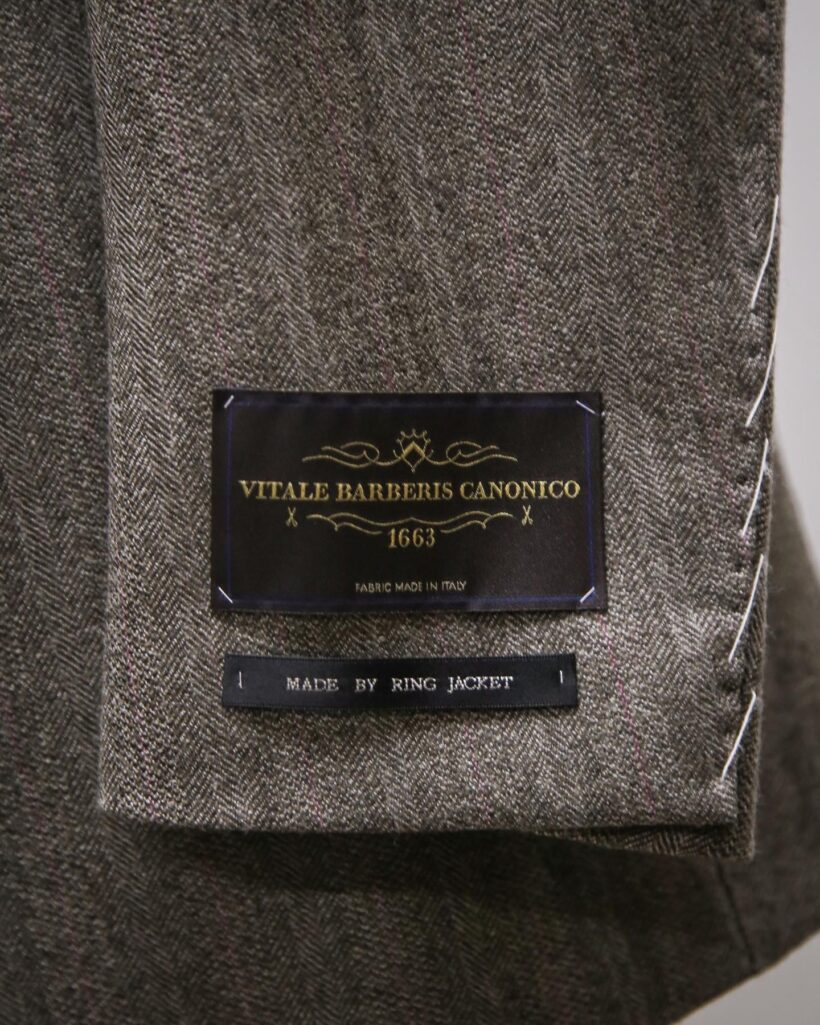 VITALE BARBERIS CANONICO
1663
FABRIC MADE IN ITALY
MADE BY RING JACKET